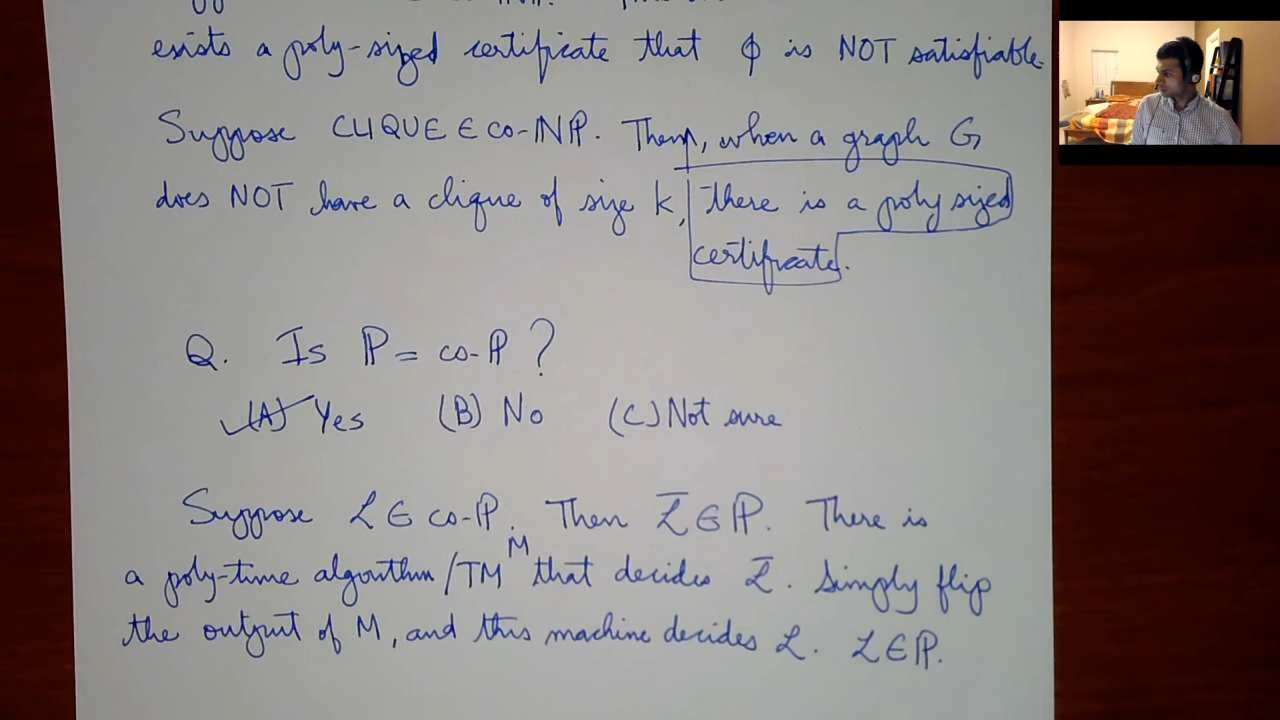 exists a poly-sized certificate that ϕ is NOT satisfiable.
Suppose CLIQUE ∈ co-NP. Then, when a graph G
does NOT have a clique of size k, there is a poly sized
certificate.
Q. Is P = co-P ?
(A) Yes (B) No (C) Not sure
Suppose L ∈ co-P. Then L̅ ∈ P. There is
a poly-time algorithm/TM M that decides L̅. Simply flip
the output of M, and this machine decides L. L ∈ P.